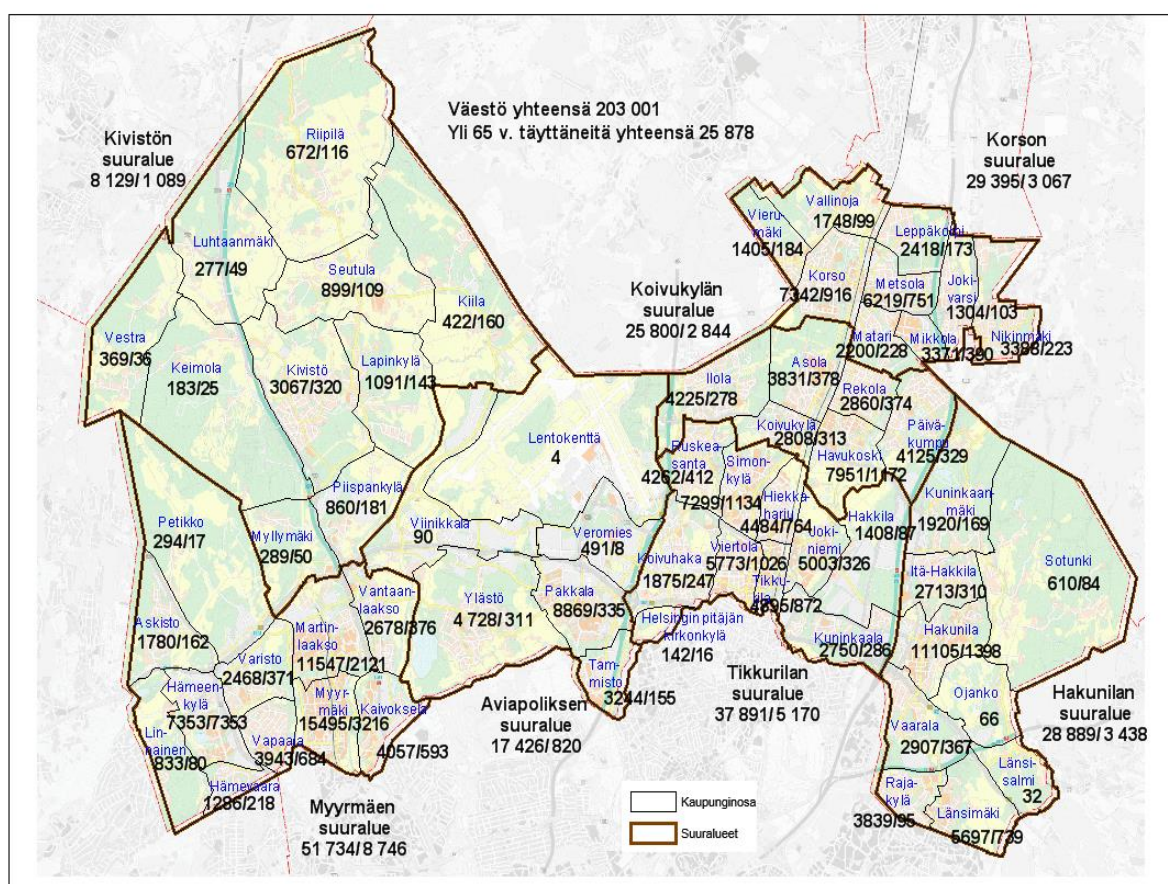 Väestö yhteensä 203 001
Yli 65 v. täyttäneitä yhteensä 25 878
Kivistön
suuralue
8 129/1 089
Riipilä
672/116
Luhtaanmäki
277/49
Seutula
899/109
Kiila
422/160
Vestra
369/36
Keimola
183/25
Kivistö
3067/320
Lapinkylä
1091/143
Piispankylä
860/181
Myllymäki
289/50
Korson
suuralue
29 395/3 067
Vieru-
mäki
1405/184
Vallinoja
1748/99
Leppäkorpi
2418/173
Korso
7342/916
Metsola
6219/751
Joki-
varsi
1304/103
Matari
2200/228
Mikkola
3371/390
Nikinmäki
3388/223
Koivukylän
suuralue
25 800/2 844
Ilola
4225/278
Asola
3831/378
Rekola
2860/374
Koivukylä
2808/313
Havukoski
7951/1172
Päivä-
kumpu
4125/329
Lentokenttä
4
Viinikkala
90
Veromies
491/8
Ylästö
4 728/311
Pakkala
8869/335
Tam-
misto
3244/155
Aviapoliksen
suuralue
17 426/820
Ruskea-
santa
4262/412
Simon-
kylä
7299/1134
Hiekka-
harju
4484/764
Hakkila
1408/87
Koivuhaka
1875/247
Viertola
5773/1026
Joki-
niemi
5003/326
Tikku-
rila
4895/872
Helsingin pitäjän
kirkonkylä
142/16
Kuninkaala
2750/286
Tikkurilan
suuralue
37 891/5 170
Kuninkaan-
mäki
1920/169
Sotunki
610/84
Itä-Hakkila
2713/310
Hakunila
11105/1398
Ojanko
66
Vaarala
2907/367
Länsi-
salmi
32
Raja-
kylä
3839/95
Länsimäki
5697/739
Hakunilan
suuralue
28 889/3 438
Petikko
294/17
Askisto
1780/162
Varisto
2468/371
Martin-
laakso
11547/2121
Vantaan-
laakso
2678/376
Hämeen-
kylä
7353/7353
Myyr-
mäki
15495/3216
Kaivoksela
4057/593
Lin-
nainen
833/80
Vapaala
3943/684
Hämevaara
1286/218
Myyrmäen
suuralue
51 734/8 746
Kaupunginosa
Suuralueet